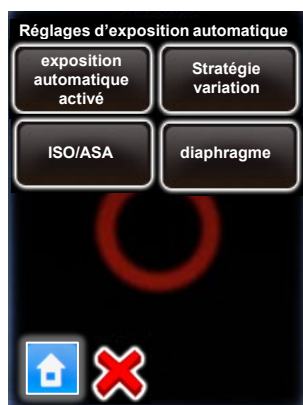 Réglages d'exposition automatique
exposition
automatique
activé
Stratégie
variation
ISO/ASA
diaphragme